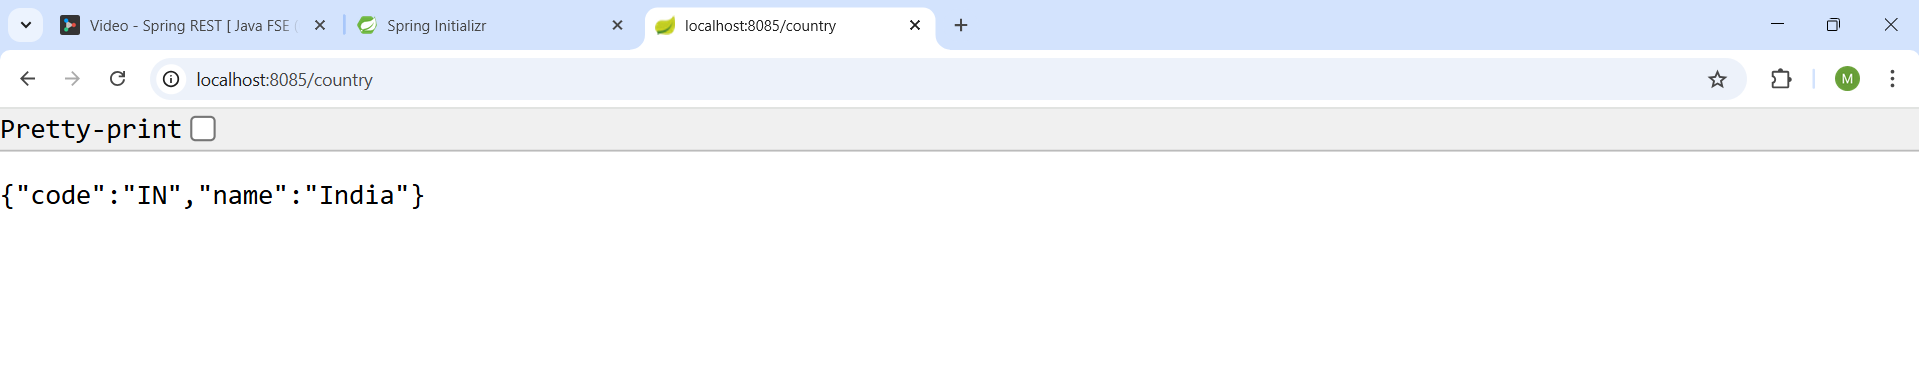 Video - Spring REST [ Java FSE
Spring Initializr
localhost:8085/country
localhost:8085/country
M
Pretty-print
{"code":"IN","name":"India"}